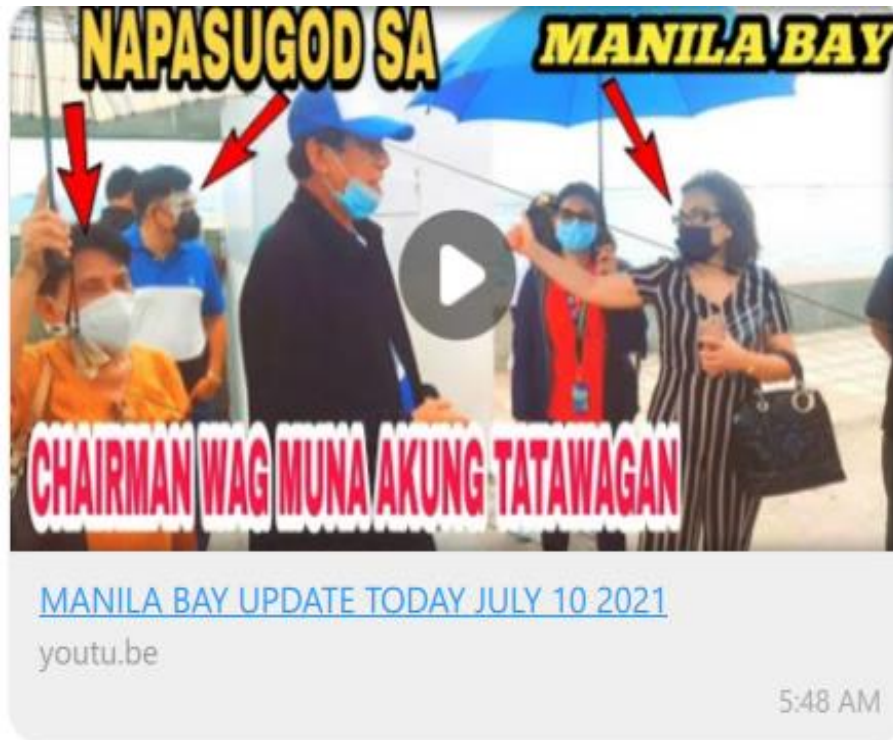 NAPASUGOD SA MANILA BAY
CHAIRMAN WAG MUNA AKUNG TATAWAGAN
MANILA BAY UPDATE TODAY JULY 10 2021
youtu.be
5:48 AM